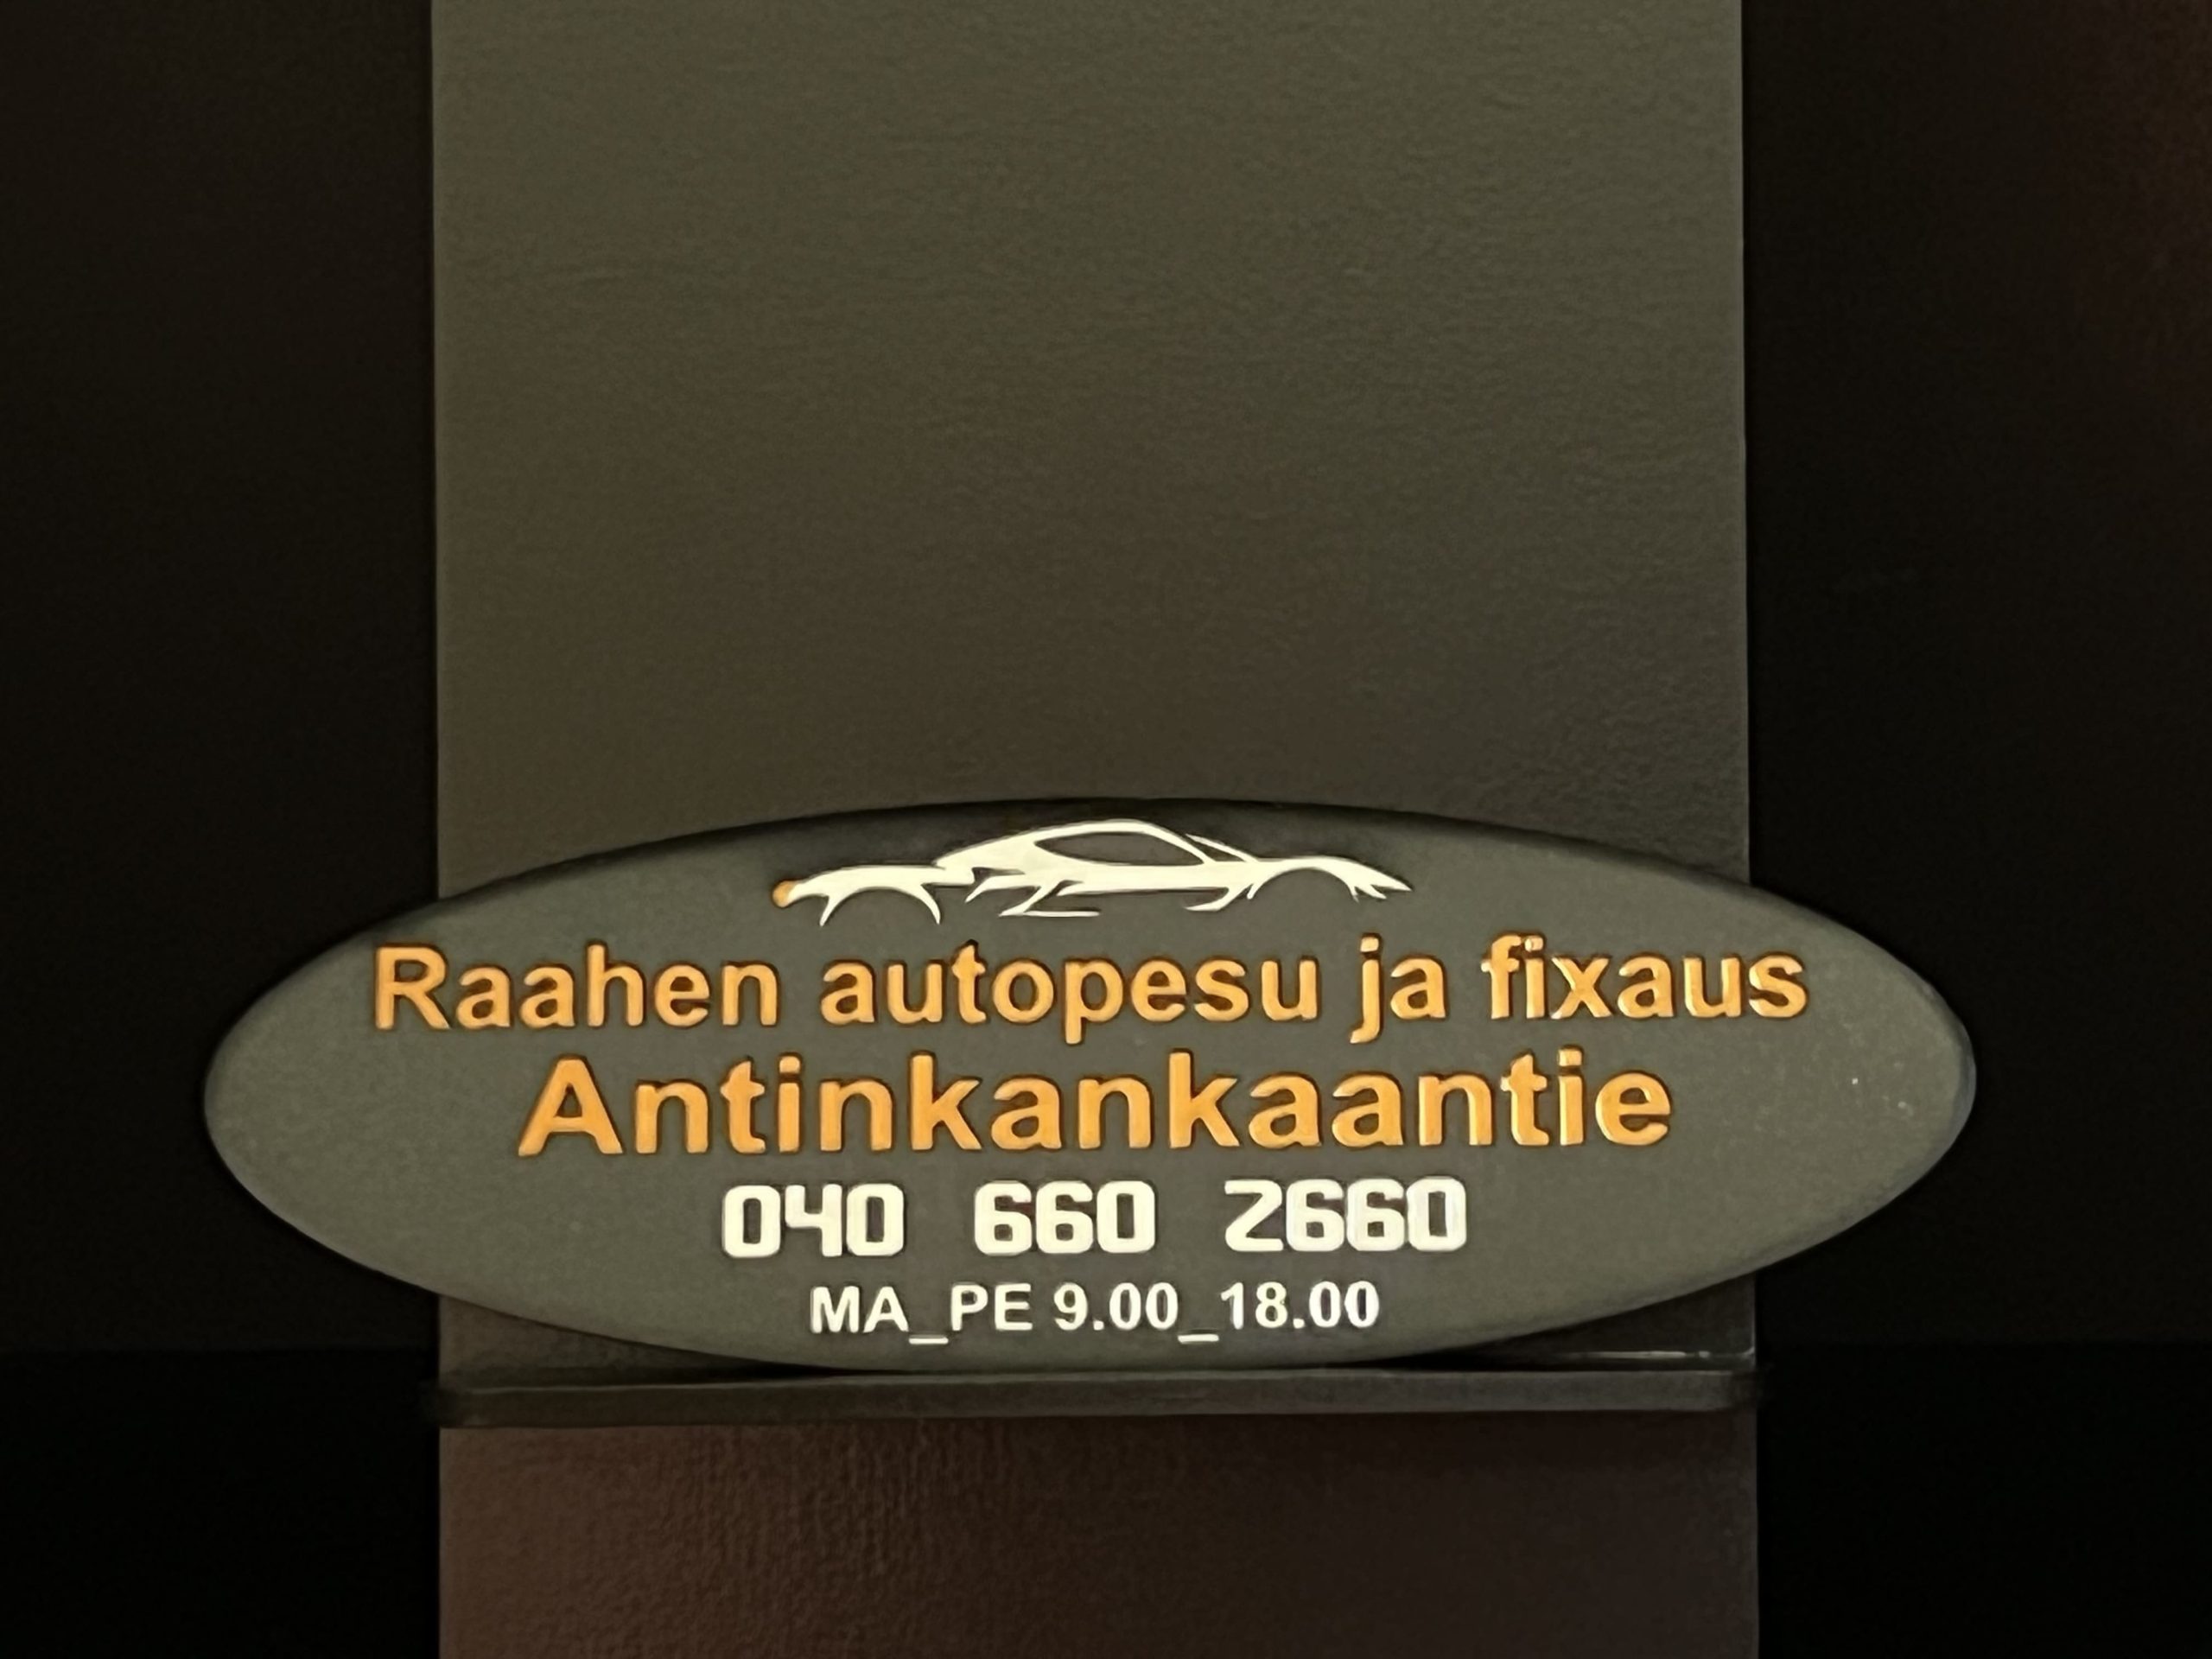 Raahen autopesu ja fixaus
Antinkankaantie
040 660 2660
MA_PE 9.00_18.00